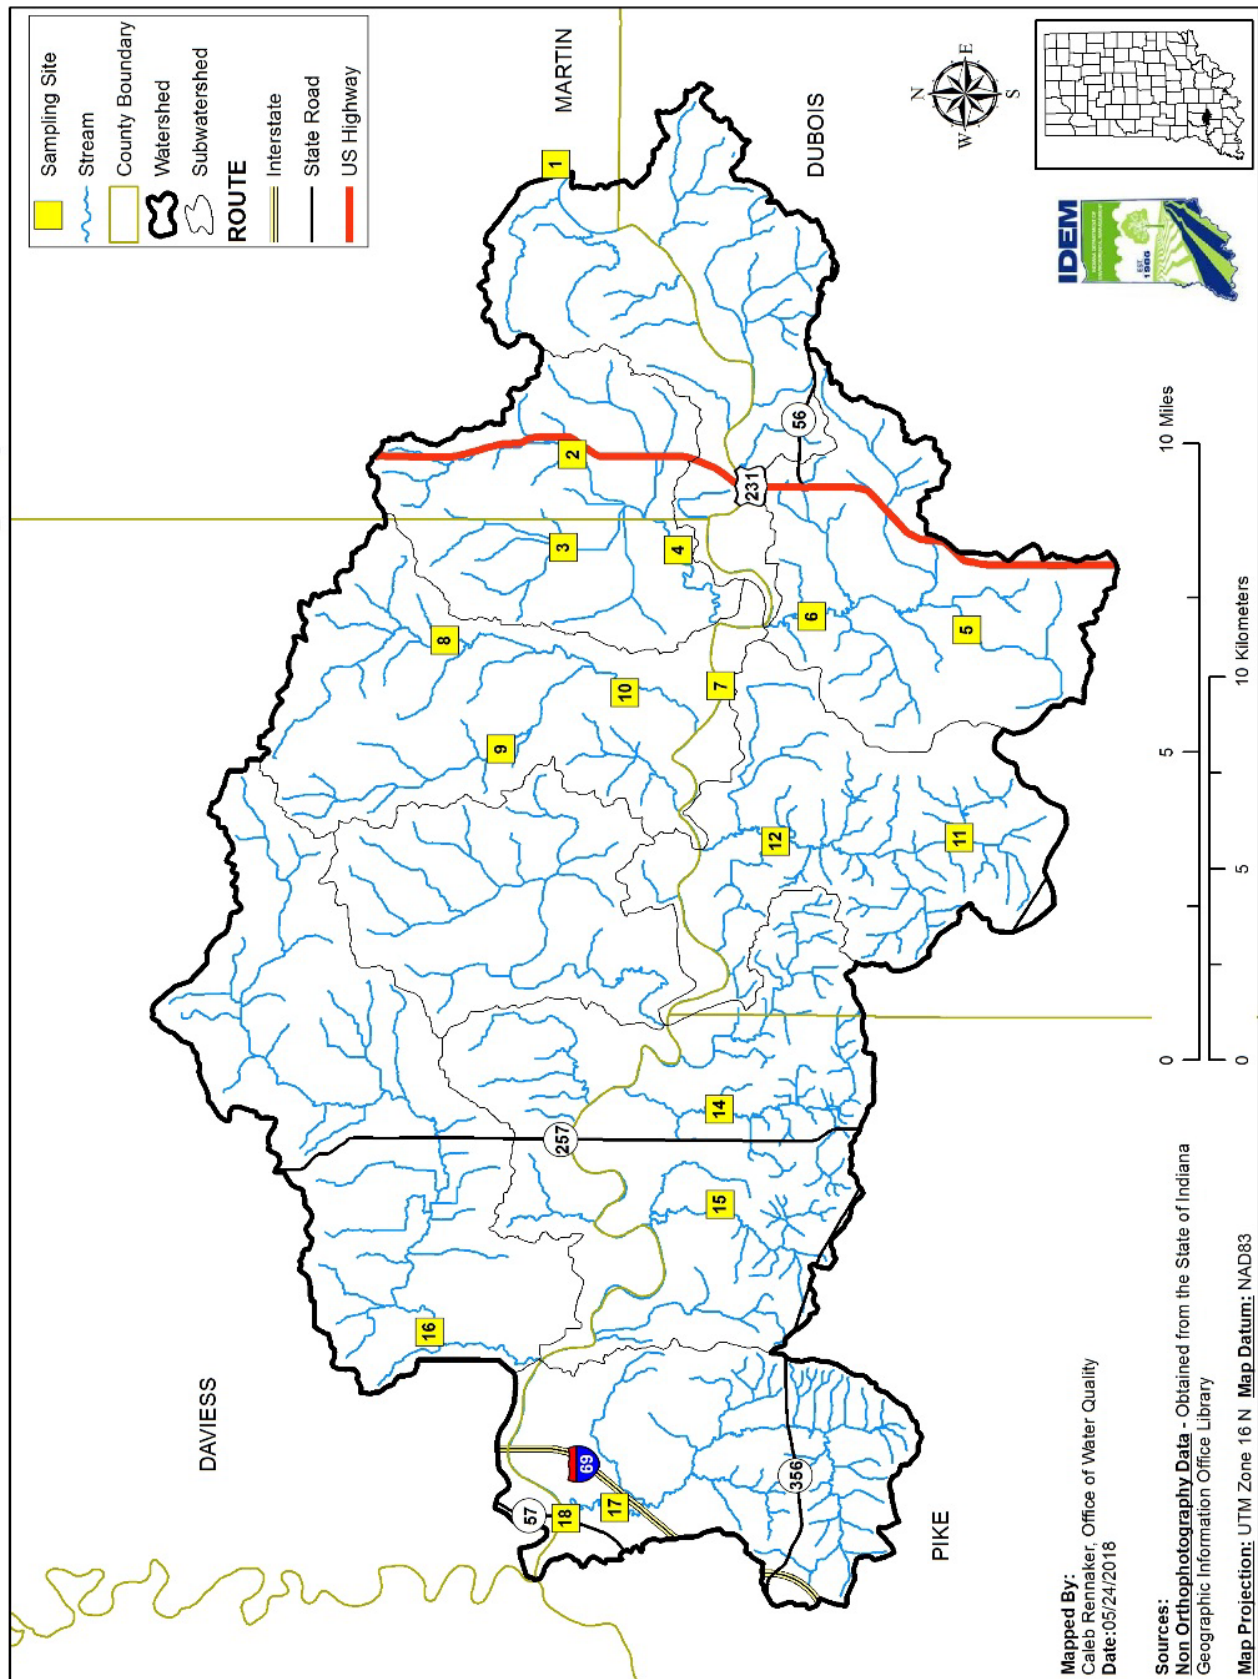 Sampling Site
Stream
County Boundary
Watershed
Subwatershed
ROUTE
Interstate
State Road
US Highway
MARTIN
DUBOIS
DAVIESS
PIKE
N
E
S
W
IDEM
EST.
1986
1
2
3
4
5
6
7
8
9
10
11
12
14
15
16
17
18
231
56
257
57
69
356
0 5 10 Miles
0 5 10 Kilometers
Mapped By:
Caleb Rennaker, Office of Water Quality
Date:05/24/2018
Sources:
Non Orthophotography Data - Obtained from the State of Indiana
Geographic Information Office Library
Map Projection: UTM Zone 16 N Map Datum: NAD83